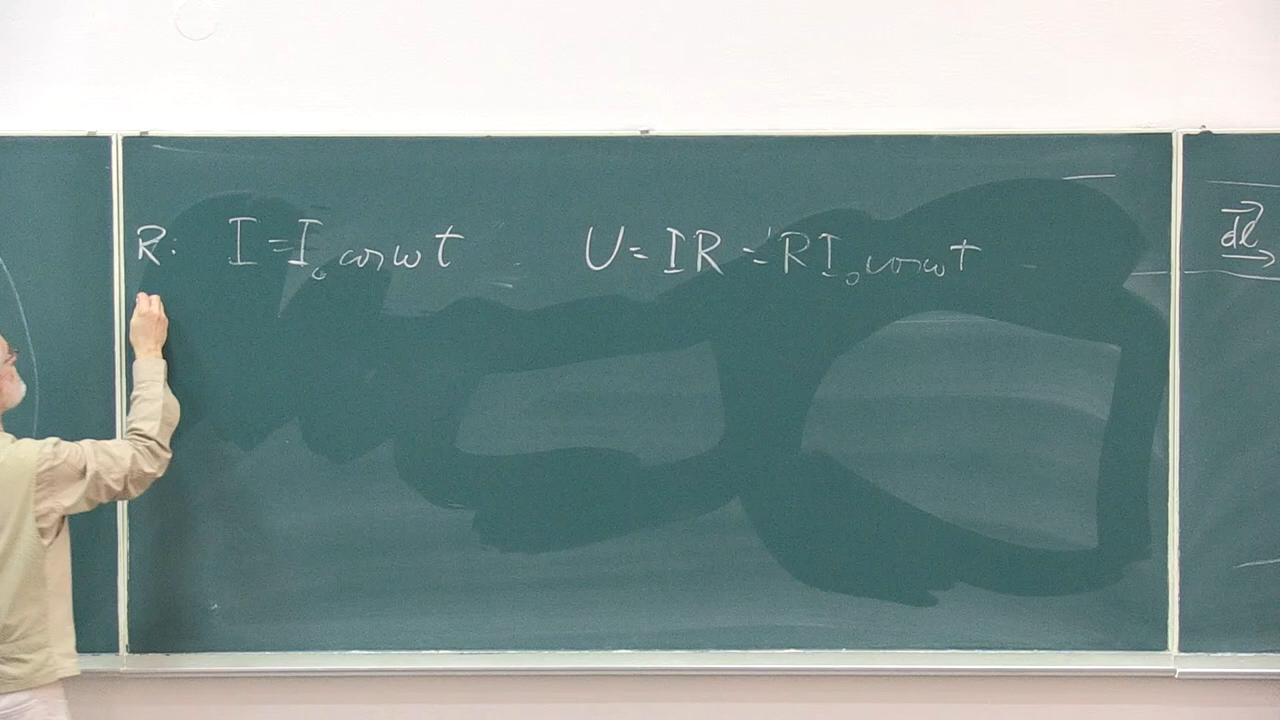 R: I = I₀ cos ωt U = IR = RI₀ cos ωt
dl